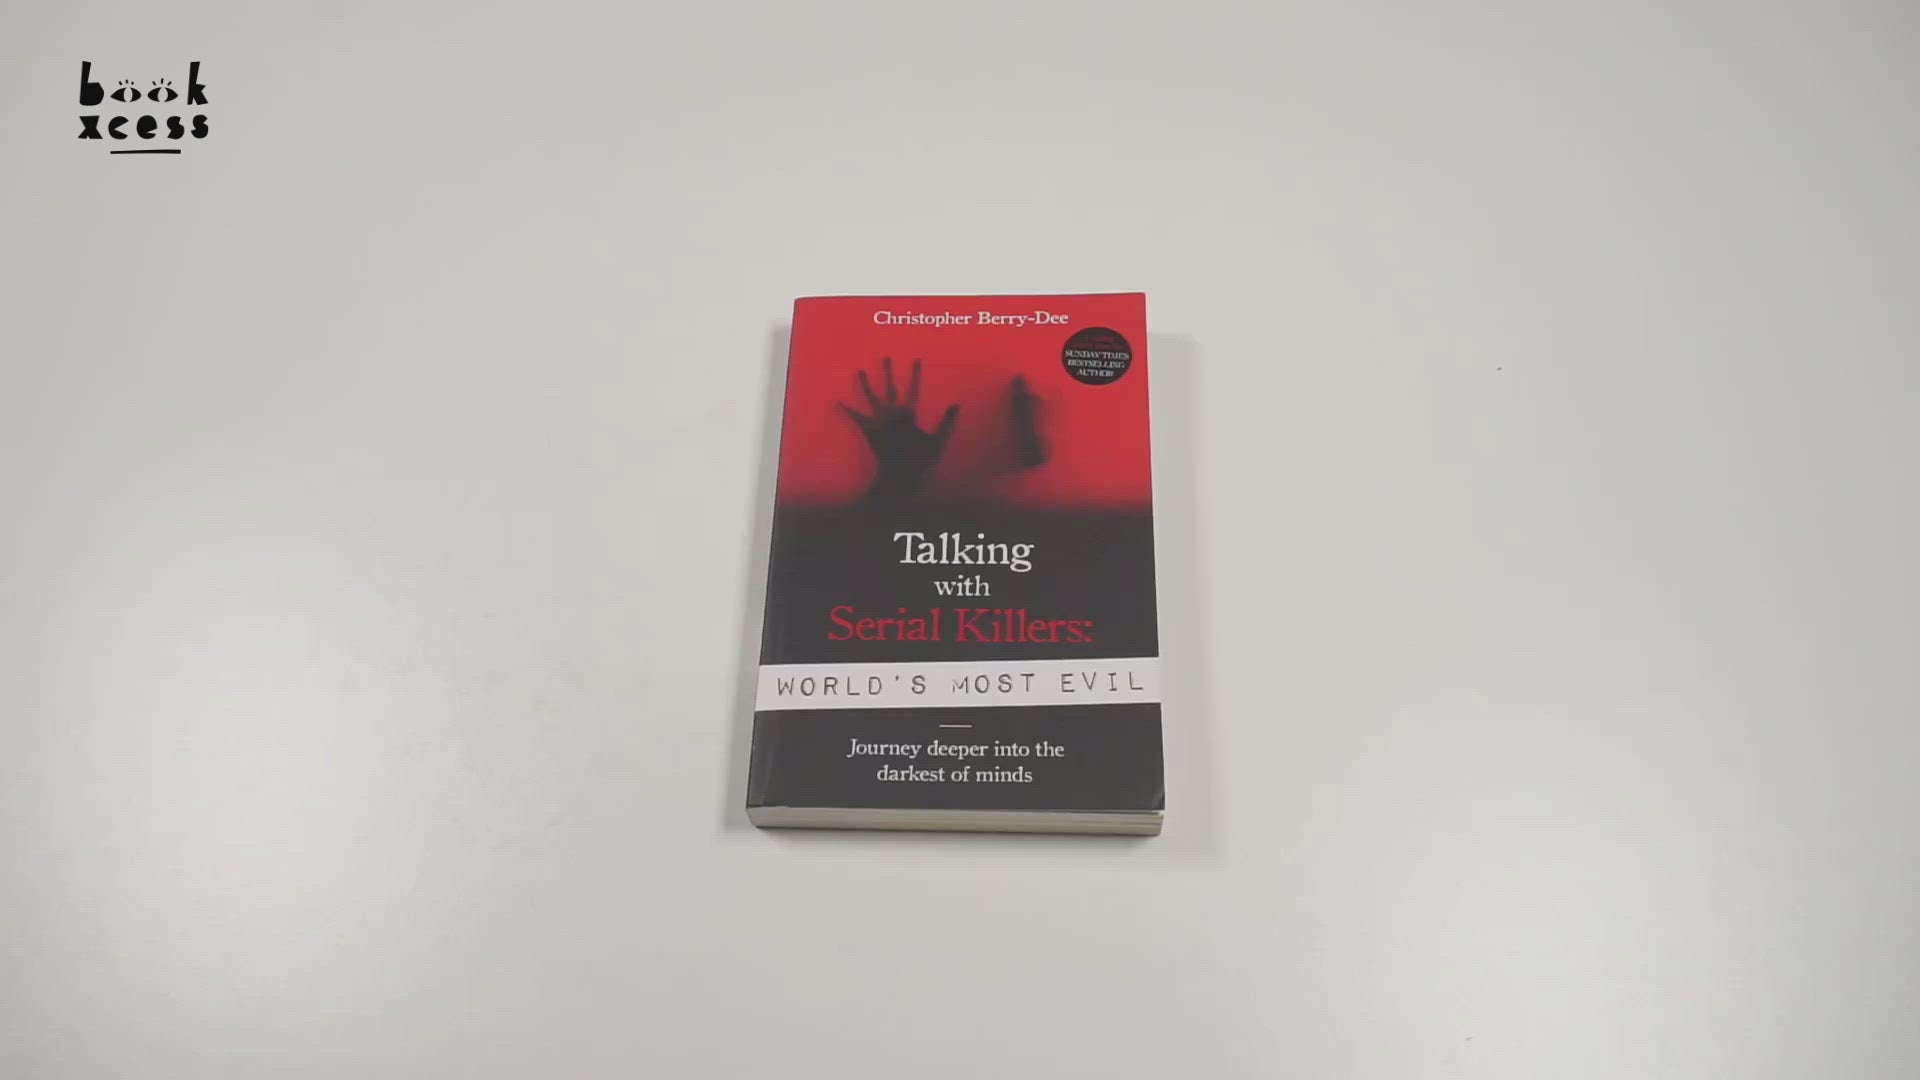 book
xcess
Christopher Berry-Dee
SUNDAY TIMES
BESTSELLING
AUTHOR
Talking
with
Serial Killers:
WORLD'S MOST EVIL
Journey deeper into the
darkest of minds